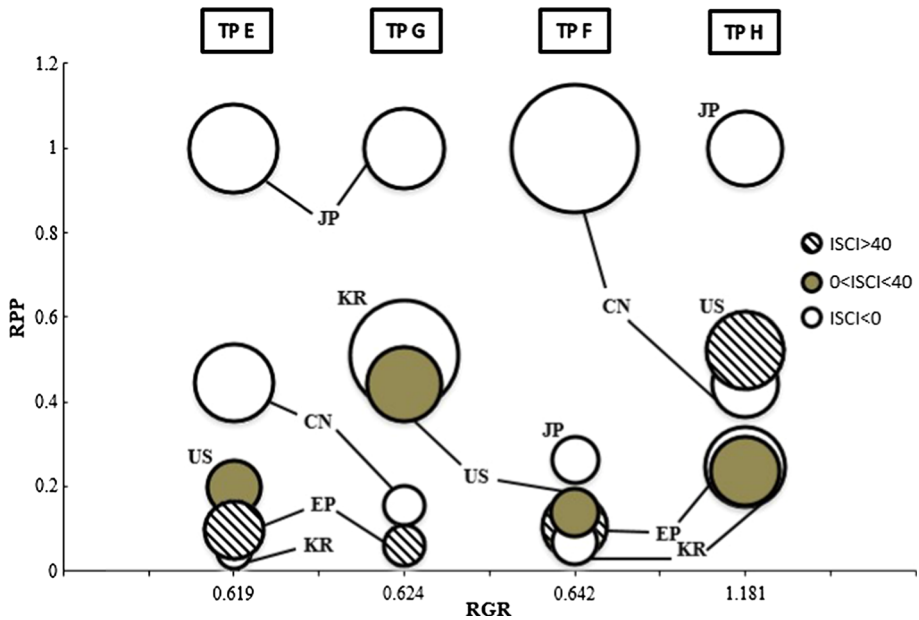 TP E TP G TP F TP H
1.2
JP
1
JP
0.8
ISCI>40
KR
CN
US
0<ISCI<40
0.6
ISCI<0
RPP
0.4
CN
JP
US
US
0.2
EP
EP
KR
KR
0
0.619 0.624 0.642 1.181
RGR